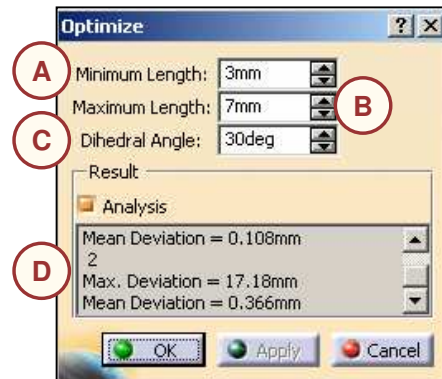 Optimize
A
Minimum Length: 3mm
Maximum Length: 7mm
B
C
Dihedral Angle: 30deg
Result
Analysis
D
Mean Deviation = 0.108mm
2
Max. Deviation = 17.18mm
Mean Deviation = 0.366mm
OK Apply Cancel